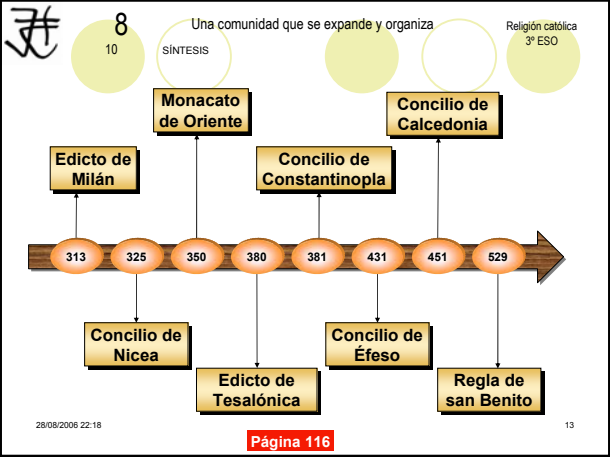 8
Una comunidad que se expande y organiza
Religión católica
3º ESO
10
SÍNTESIS
Monacato
de Oriente
Concilio de
Calcedonia
Edicto de
Milán
Concilio de
Constantinopla
313
325
350
380
381
431
451
529
Concilio de
Nicea
Concilio de
Éfeso
Edicto de
Tesalónica
Regla de
san Benito
28/08/2006 22:18
13
Página 116